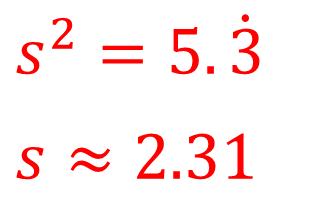 s² = 5.3̇
s ≈ 2.31